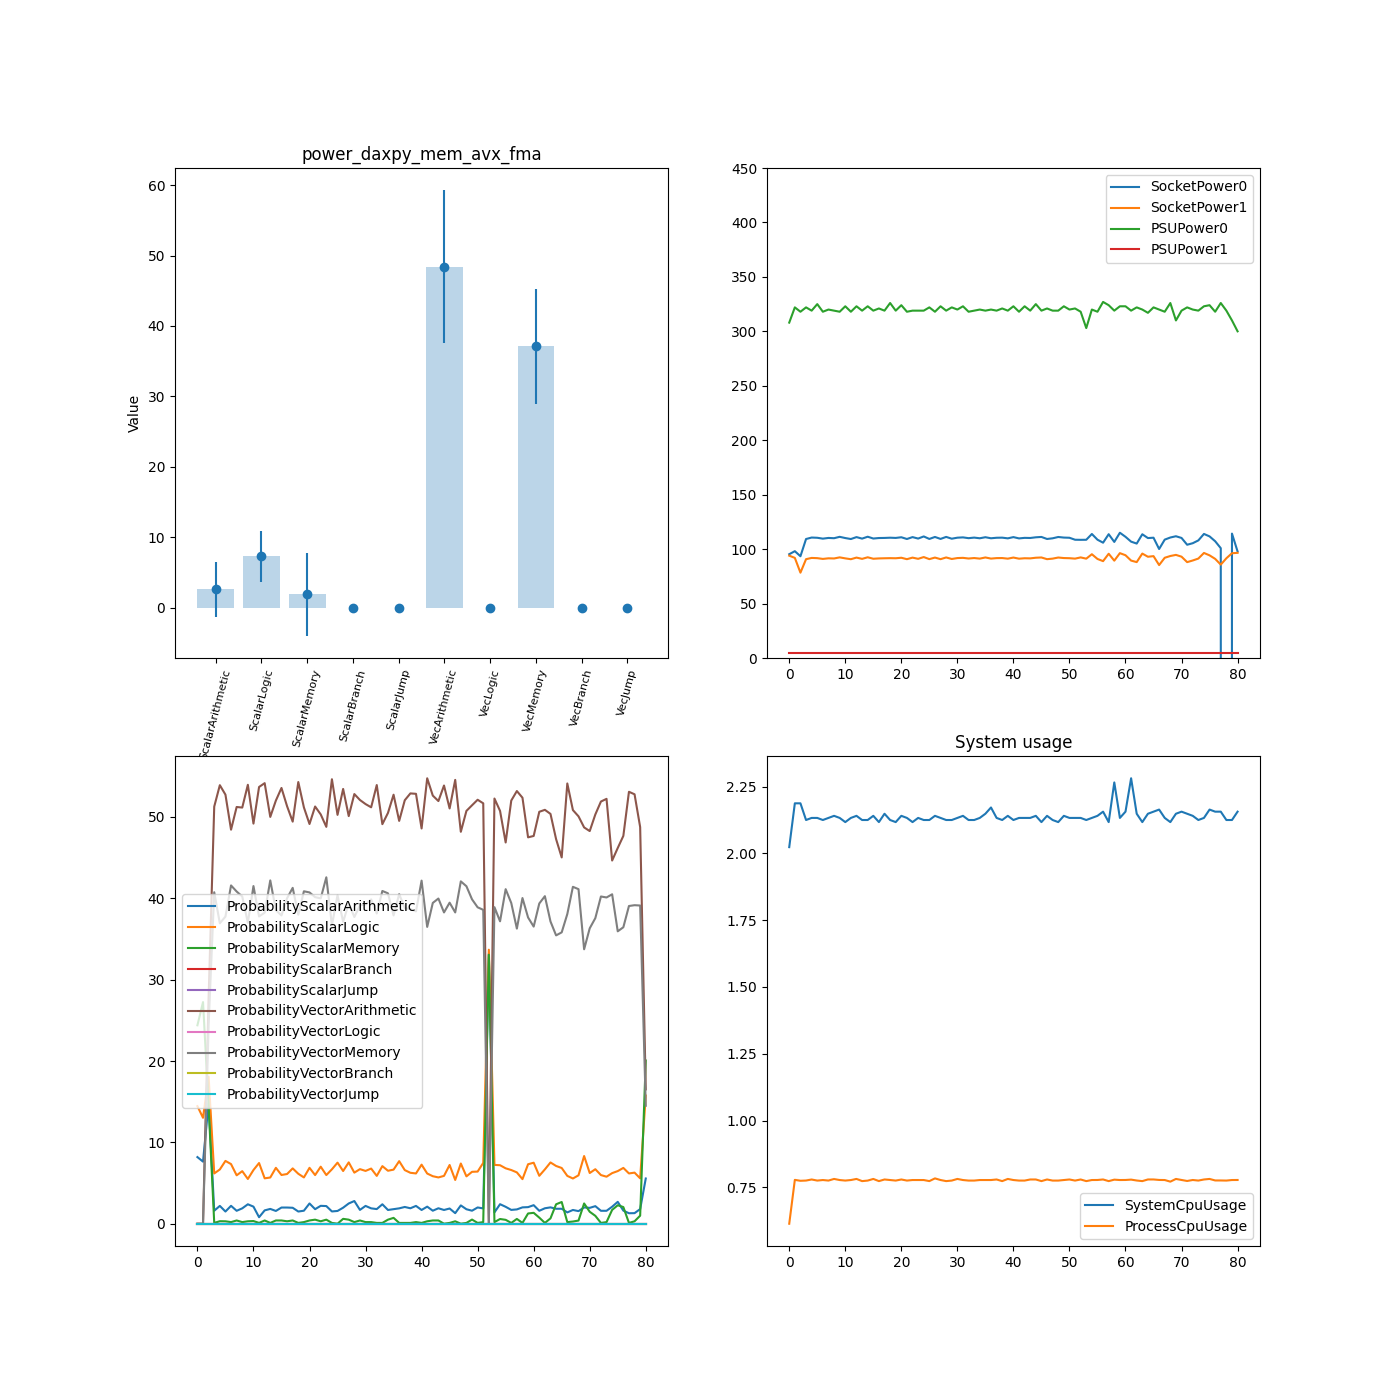 power_daxpy_mem_avx_fma
60
50
40
30
20
10
0
Value
ScalarArithmetic
ScalarLogic
ScalarMemory
ScalarBranch
ScalarJump
VecArithmetic
VecLogic
VecMemory
VecBranch
VecJump
450
400
350
300
250
200
150
100
50
0
0 10 20 30 40 50 60 70 80
SocketPower0
SocketPower1
PSUPower0
PSUPower1
50
40
30
20
10
0
0 10 20 30 40 50 60 70 80
ProbabilityScalarArithmetic
ProbabilityScalarLogic
ProbabilityScalarMemory
ProbabilityScalarBranch
ProbabilityScalarJump
ProbabilityVectorArithmetic
ProbabilityVectorLogic
ProbabilityVectorMemory
ProbabilityVectorBranch
ProbabilityVectorJump
System usage
2.25
2.00
1.75
1.50
1.25
1.00
0.75
0 10 20 30 40 50 60 70 80
SystemCpuUsage
ProcessCpuUsage